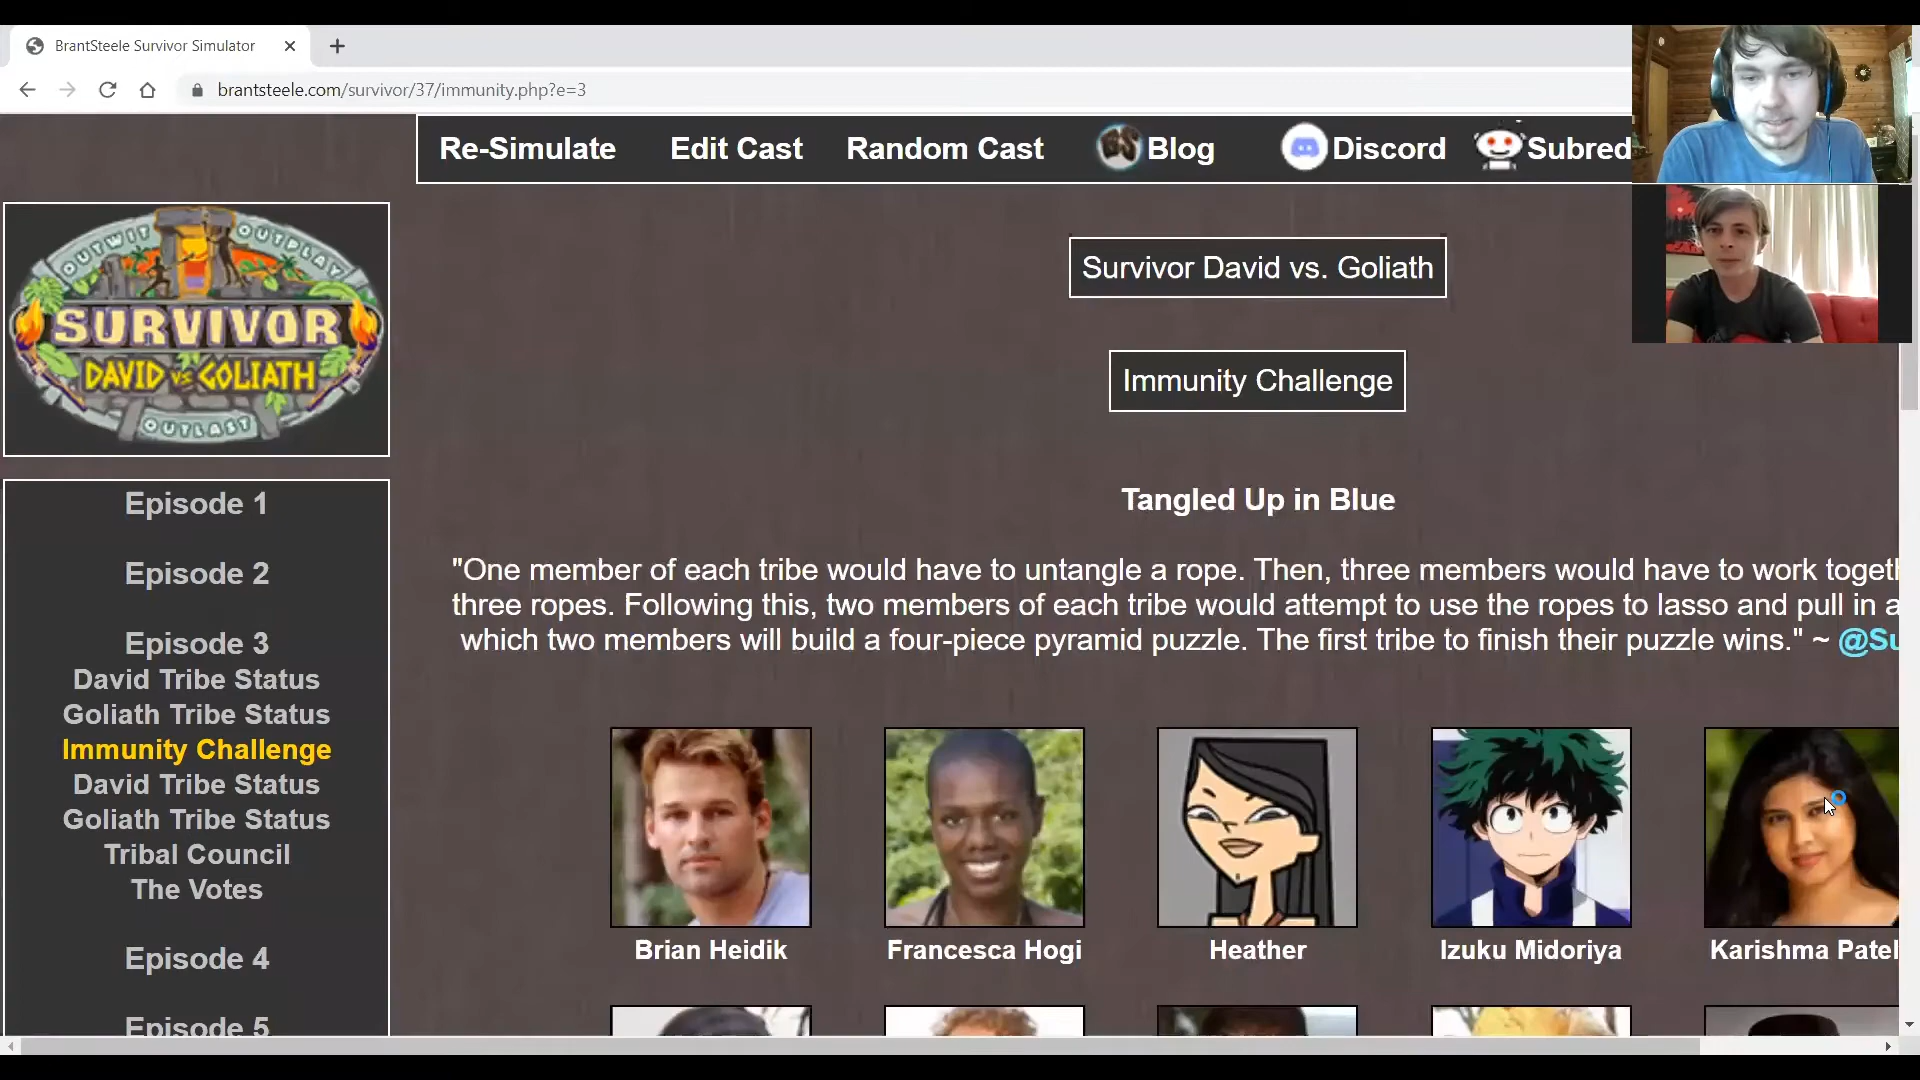 BrantSteele Survivor Simulator
brantsteele.com/survivor/37/immunity.php?e=3
Re-Simulate Edit Cast Random Cast Blog Discord Subred
OUTWIT OUTPLAY
SURVIVOR
DAVID vs GOLIATH
OUTLAST
Survivor David vs. Goliath
Immunity Challenge
Tangled Up in Blue
"One member of each tribe would have to untangle a rope. Then, three members would have to work togeth
three ropes. Following this, two members of each tribe would attempt to use the ropes to lasso and pull in a
which two members will build a four-piece pyramid puzzle. The first tribe to finish their puzzle wins." ~ @Su
Episode 1
Episode 2
Episode 3
David Tribe Status
Goliath Tribe Status
Immunity Challenge
David Tribe Status
Goliath Tribe Status
Tribal Council
The Votes
Episode 4
Episode 5
Brian Heidik
Francesca Hogi
Heather
Izuku Midoriya
Karishma Patel